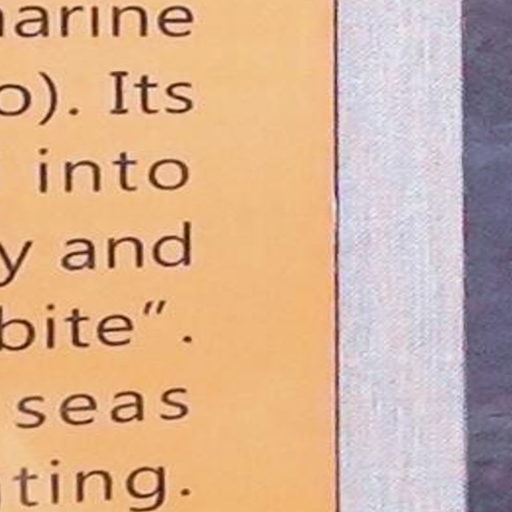 arine
o). Its
into
y and
bite”.
seas
ting.